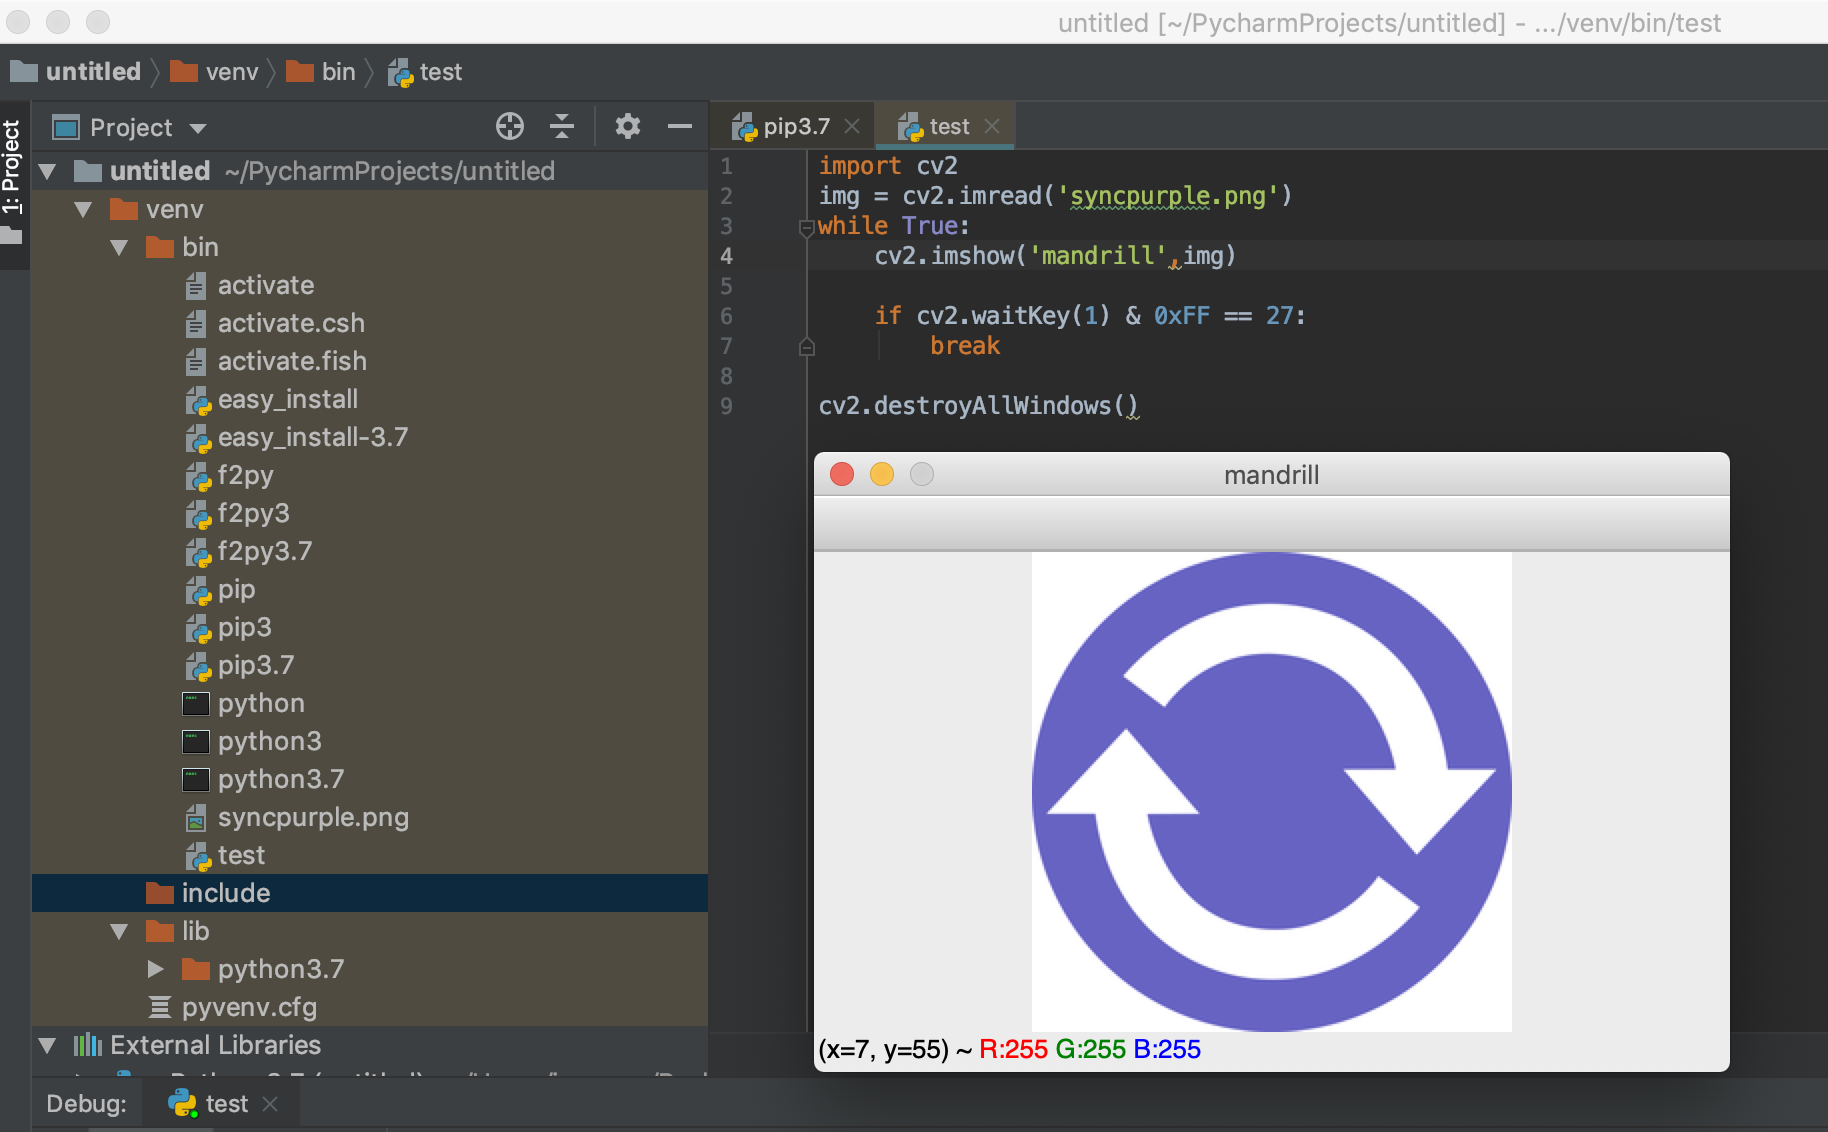 untitled [~/PycharmProjects/untitled] - .../venv/bin/test
untitled venv bin test
1: Project
Project
untitled ~/PycharmProjects/untitled
venv
bin
activate
activate.csh
activate.fish
easy_install
easy_install-3.7
f2py
f2py3
f2py3.7
pip
pip3
pip3.7
python
python3
python3.7
syncpurple.png
test
include
lib
python3.7
pyvenv.cfg
External Libraries
pip3.7 test
1 import cv2
2 img = cv2.imread('syncpurple.png')
3 while True:
4 cv2.imshow('mandrill',img)
5
6 if cv2.waitKey(1) & 0xFF == 27:
7 break
8
9 cv2.destroyAllWindows()
mandrill
(x=7, y=55) ~ R:255 G:255 B:255
Debug: test